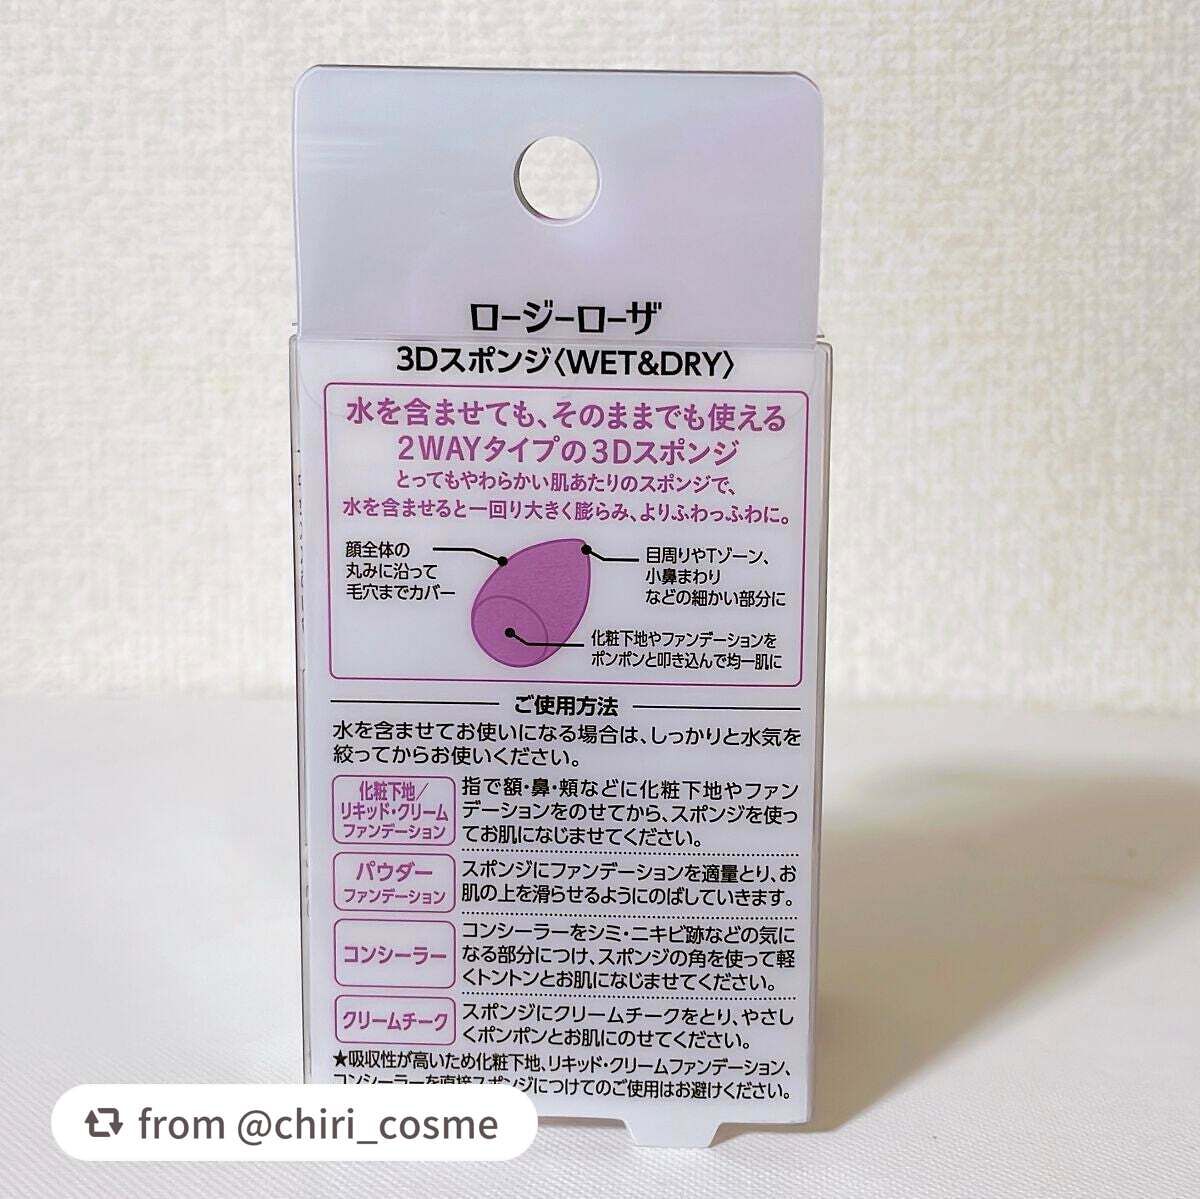 ロージーローザ
3Dスポンジ〈WET&DRY〉
水を含ませても、そのままでも使える
2WAYタイプの3Dスポンジ
とってもやわらかい肌あたりのスポンジで、
水を含ませると一回り大きく膨らみ、よりふわっふわに。
顔全体の
丸みに沿って
毛穴までカバー
目周りやTゾーン、
小鼻まわり
などの細かい部分に
化粧下地やファンデーションを
ポンポンと叩き込んで均一肌に
ご使用方法
水を含ませてお使いになる場合は、しっかりと水気を
絞ってからお使いください。
化粧下地/
リキッド・クリーム
ファンデーション
指で額・鼻・頬などに化粧下地やファン
デーションをのせてから、スポンジを使っ
てお肌になじませてください。
パウダー
ファンデーション
スポンジにファンデーションを適量とり、お
肌の上を滑らせるようにのばしていきます。
コンシーラー
コンシーラーをシミ・ニキビ跡などの気に
なる部分につけ、スポンジの角を使って軽
くトントンとお肌になじませてください。
クリームチーク
スポンジにクリームチークをとり、やさし
くポンポンとお肌にのせてください。
★吸収性が高いため化粧下地、リキッド・クリームファンデーション、
コンシーラーを直接スポンジにつけてのご使用はお避けください。
from @chiri_cosme